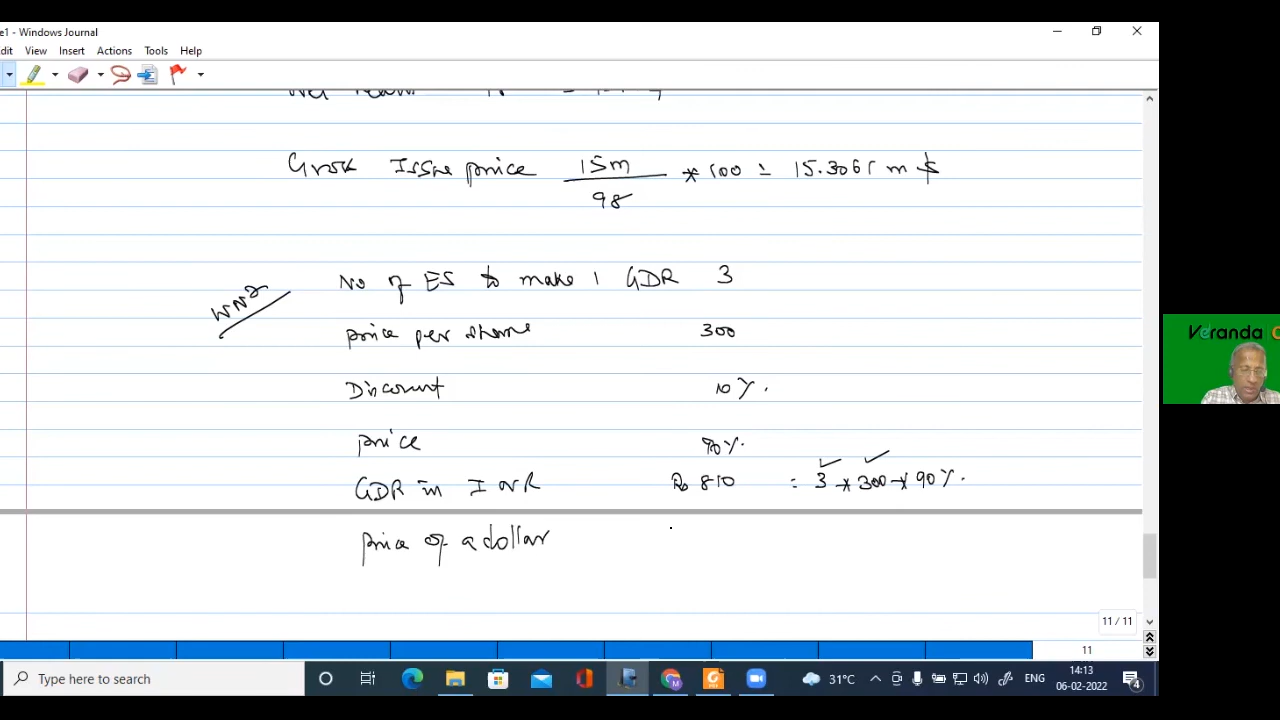 e1 - Windows Journal
dit View Insert Actions Tools Help
Gross Issue price 15m / 98 * 100 = 15.3061 m $
WN2
No of ES to make 1 GDR 3
price per share 300
Discount 10%.
price 90%.
GDR in INR Rs 810 = 3 * 300 * 90%.
price of a dollar
11 / 11
11
Veranda
Type here to search
31°C
ENG
14:13
06-02-2022
4